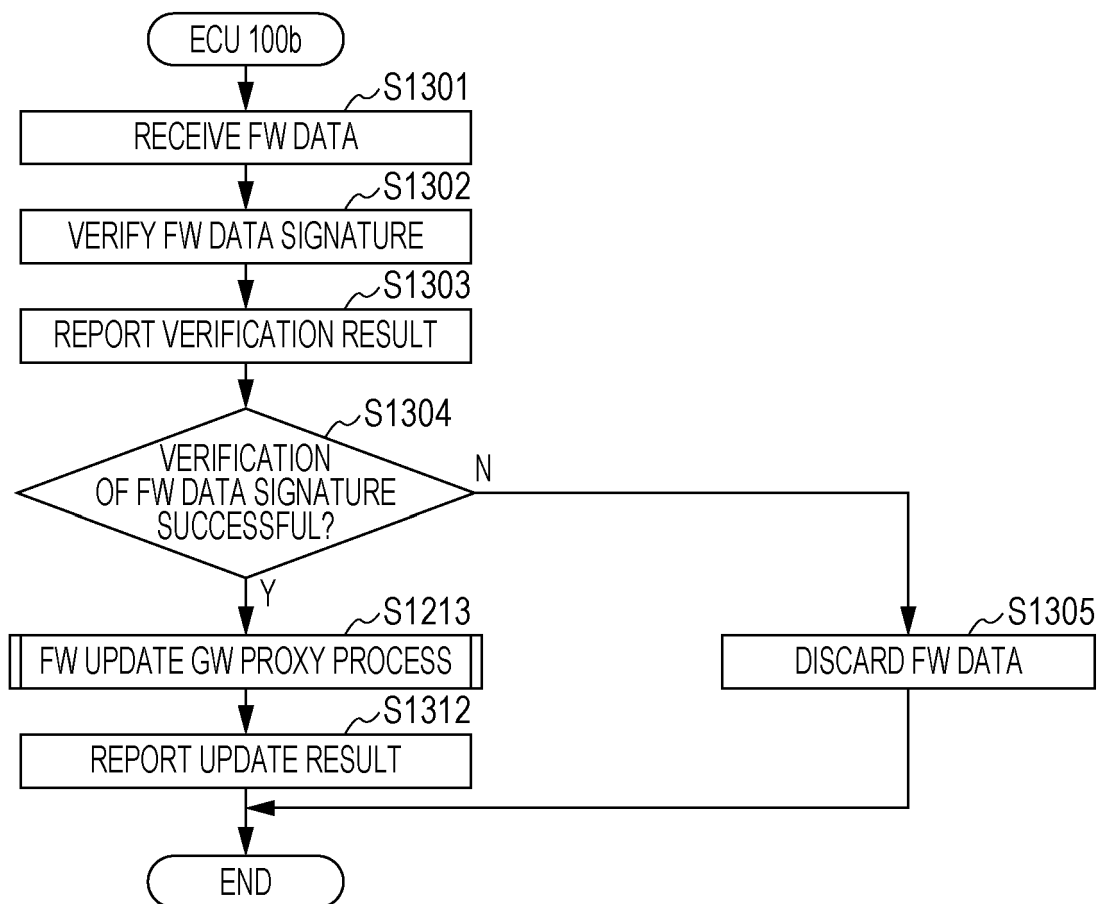 ECU 100b
S1301
RECEIVE FW DATA
S1302
VERIFY FW DATA SIGNATURE
S1303
REPORT VERIFICATION RESULT
S1304
VERIFICATION
OF FW DATA SIGNATURE
SUCCESSFUL?
N
Y
S1213
FW UPDATE GW PROXY PROCESS
S1305
DISCARD FW DATA
S1312
REPORT UPDATE RESULT
END